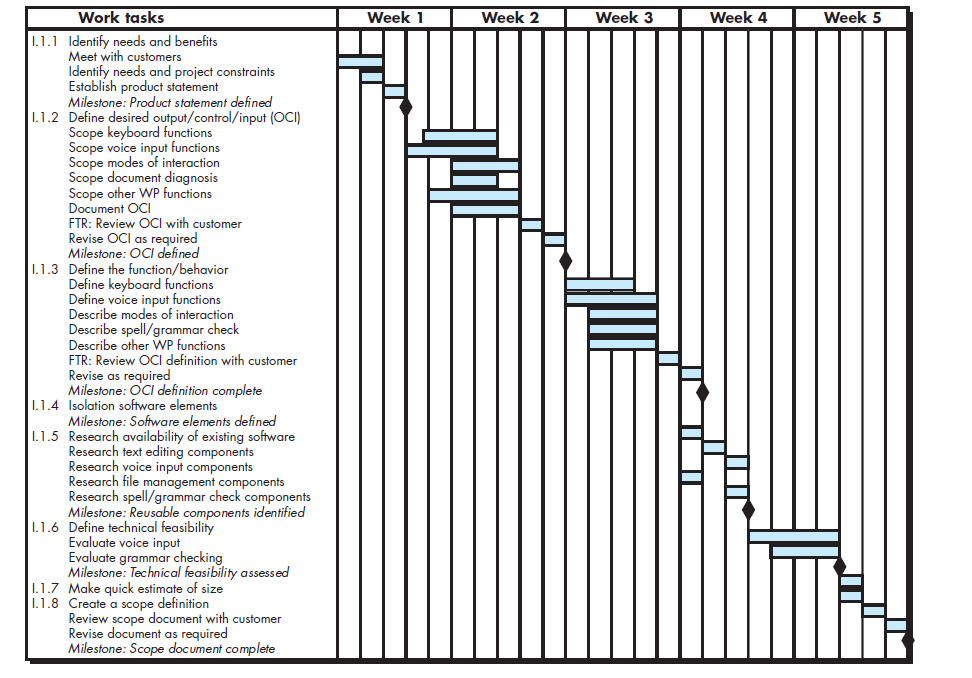 Work tasks Week 1 Week 2 Week 3 Week 4 Week 5
I.1.1 Identify needs and benefits
Meet with customers
Identify needs and project constraints
Establish product statement
Milestone: Product statement defined
I.1.2 Define desired output/control/input (OCI)
Scope keyboard functions
Scope voice input functions
Scope modes of interaction
Scope document diagnosis
Scope other WP functions
Document OCI
FTR: Review OCI with customer
Revise OCI as required
Milestone: OCI defined
I.1.3 Define the function/behavior
Define keyboard functions
Define voice input functions
Describe modes of interaction
Describe spell/grammar check
Describe other WP functions
FTR: Review OCI definition with customer
Revise as required
Milestone: OCI definition complete
I.1.4 Isolation software elements
Milestone: Software elements defined
I.1.5 Research availability of existing software
Research text editing components
Research voice input components
Research file management components
Research spell/grammar check components
Milestone: Reusable components identified
I.1.6 Define technical feasibility
Evaluate voice input
Evaluate grammar checking
Milestone: Technical feasibility assessed
I.1.7 Make quick estimate of size
I.1.8 Create a scope definition
Review scope document with customer
Revise document as required
Milestone: Scope document complete